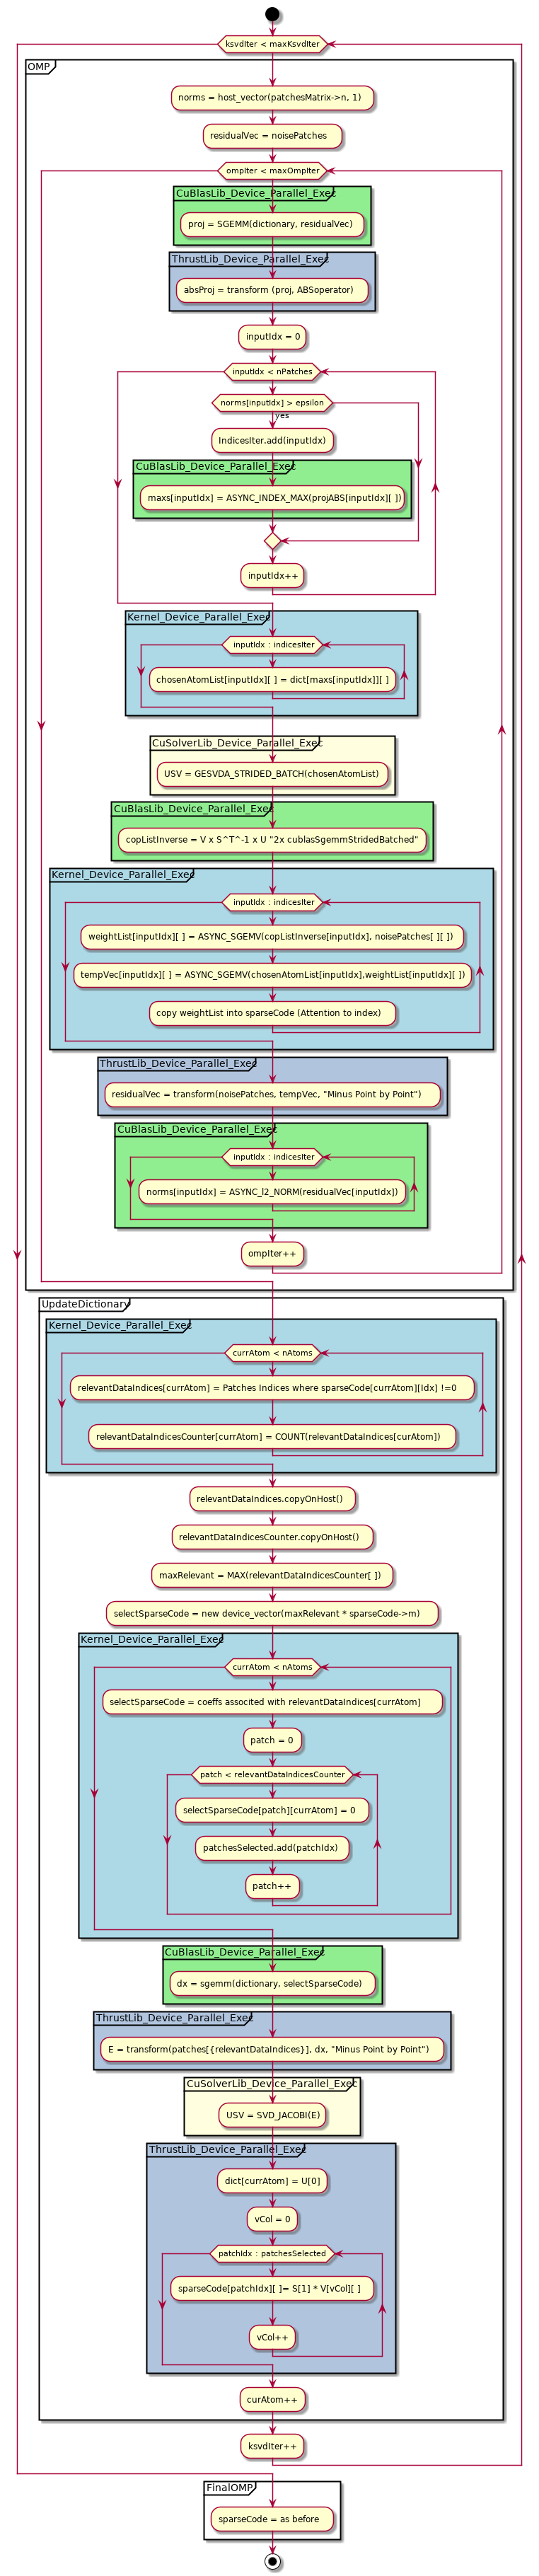 ksvdIter < maxKsvdIter
OMP
norms = host_vector(patchesMatrix->n, 1)
residualVec = noisePatches
ompIter < maxOmpIter
CuBlasLib_Device_Parallel_Exec
proj = SGEMM(dictionary, residualVec)
ThrustLib_Device_Parallel_Exec
absProj = transform (proj, ABSoperator)
inputIdx = 0
inputIdx < nPatches
norms[inputIdx] > epsilon
yes
IndicesIter.add(inputIdx)
CuBlasLib_Device_Parallel_Exec
maxs[inputIdx] = ASYNC_INDEX_MAX(projABS[inputIdx][ ])
inputIdx++
Kernel_Device_Parallel_Exec
inputIdx : indicesIter
chosenAtomList[inputIdx][ ] = dict[maxs[inputIdx]][ ]
CuSolverLib_Device_Parallel_Exec
USV = GESVDA_STRIDED_BATCH(chosenAtomList)
CuBlasLib_Device_Parallel_Exec
copListInverse = V x S^T^-1 x U "2x cublasSgemmStridedBatched"
Kernel_Device_Parallel_Exec
inputIdx : indicesIter
weightList[inputIdx][ ] = ASYNC_SGEMV(copListInverse[inputIdx], noisePatches[ ][ ])
tempVec[inputIdx][ ] = ASYNC_SGEMV(chosenAtomList[inputIdx],weightList[inputIdx][ ])
copy weightList into sparseCode (Attention to index)
ThrustLib_Device_Parallel_Exec
residualVec = transform(noisePatches, tempVec, "Minus Point by Point")
CuBlasLib_Device_Parallel_Exec
inputIdx : indicesIter
norms[inputIdx] = ASYNC_l2_NORM(residualVec[inputIdx])
ompIter++
UpdateDictionary
Kernel_Device_Parallel_Exec
currAtom < nAtoms
relevantDataIndices[currAtom] = Patches Indices where sparseCode[currAtom][Idx] !=0
relevantDataIndicesCounter[currAtom] = COUNT(relevantDataIndices[curAtom])
relevantDataIndices.copyOnHost()
relevantDataIndicesCounter.copyOnHost()
maxRelevant = MAX(relevantDataIndicesCounter[ ])
selectSparseCode = new device_vector(maxRelevant * sparseCode->m)
Kernel_Device_Parallel_Exec
currAtom < nAtoms
selectSparseCode = coeffs associted with relevantDataIndices[currAtom]
patch = 0
patch < relevantDataIndicesCounter
selectSparseCode[patch][currAtom] = 0
patchesSelected.add(patchIdx)
patch++
CuBlasLib_Device_Parallel_Exec
dx = sgemm(dictionary, selectSparseCode)
ThrustLib_Device_Parallel_Exec
E = transform(patches[{relevantDataIndices}], dx, "Minus Point by Point")
CuSolverLib_Device_Parallel_Exec
USV = SVD_JACOBI(E)
ThrustLib_Device_Parallel_Exec
dict[currAtom] = U[0]
vCol = 0
patchIdx : patchesSelected
sparseCode[patchIdx][ ]= S[1] * V[vCol][ ]
vCol++
curAtom++
ksvdIter++
FinalOMP
sparseCode = as before